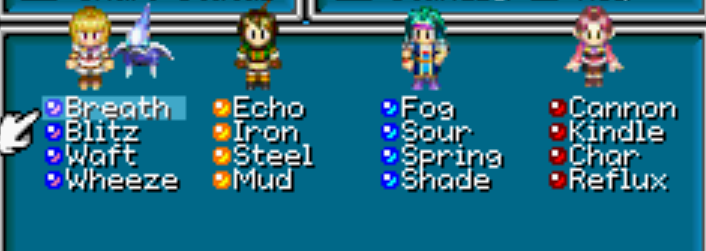 Breath Echo Fog Cannon
Blitz Iron Sour Kindle
Waft Steel Spring Char
Wheeze Mud Shade Reflux